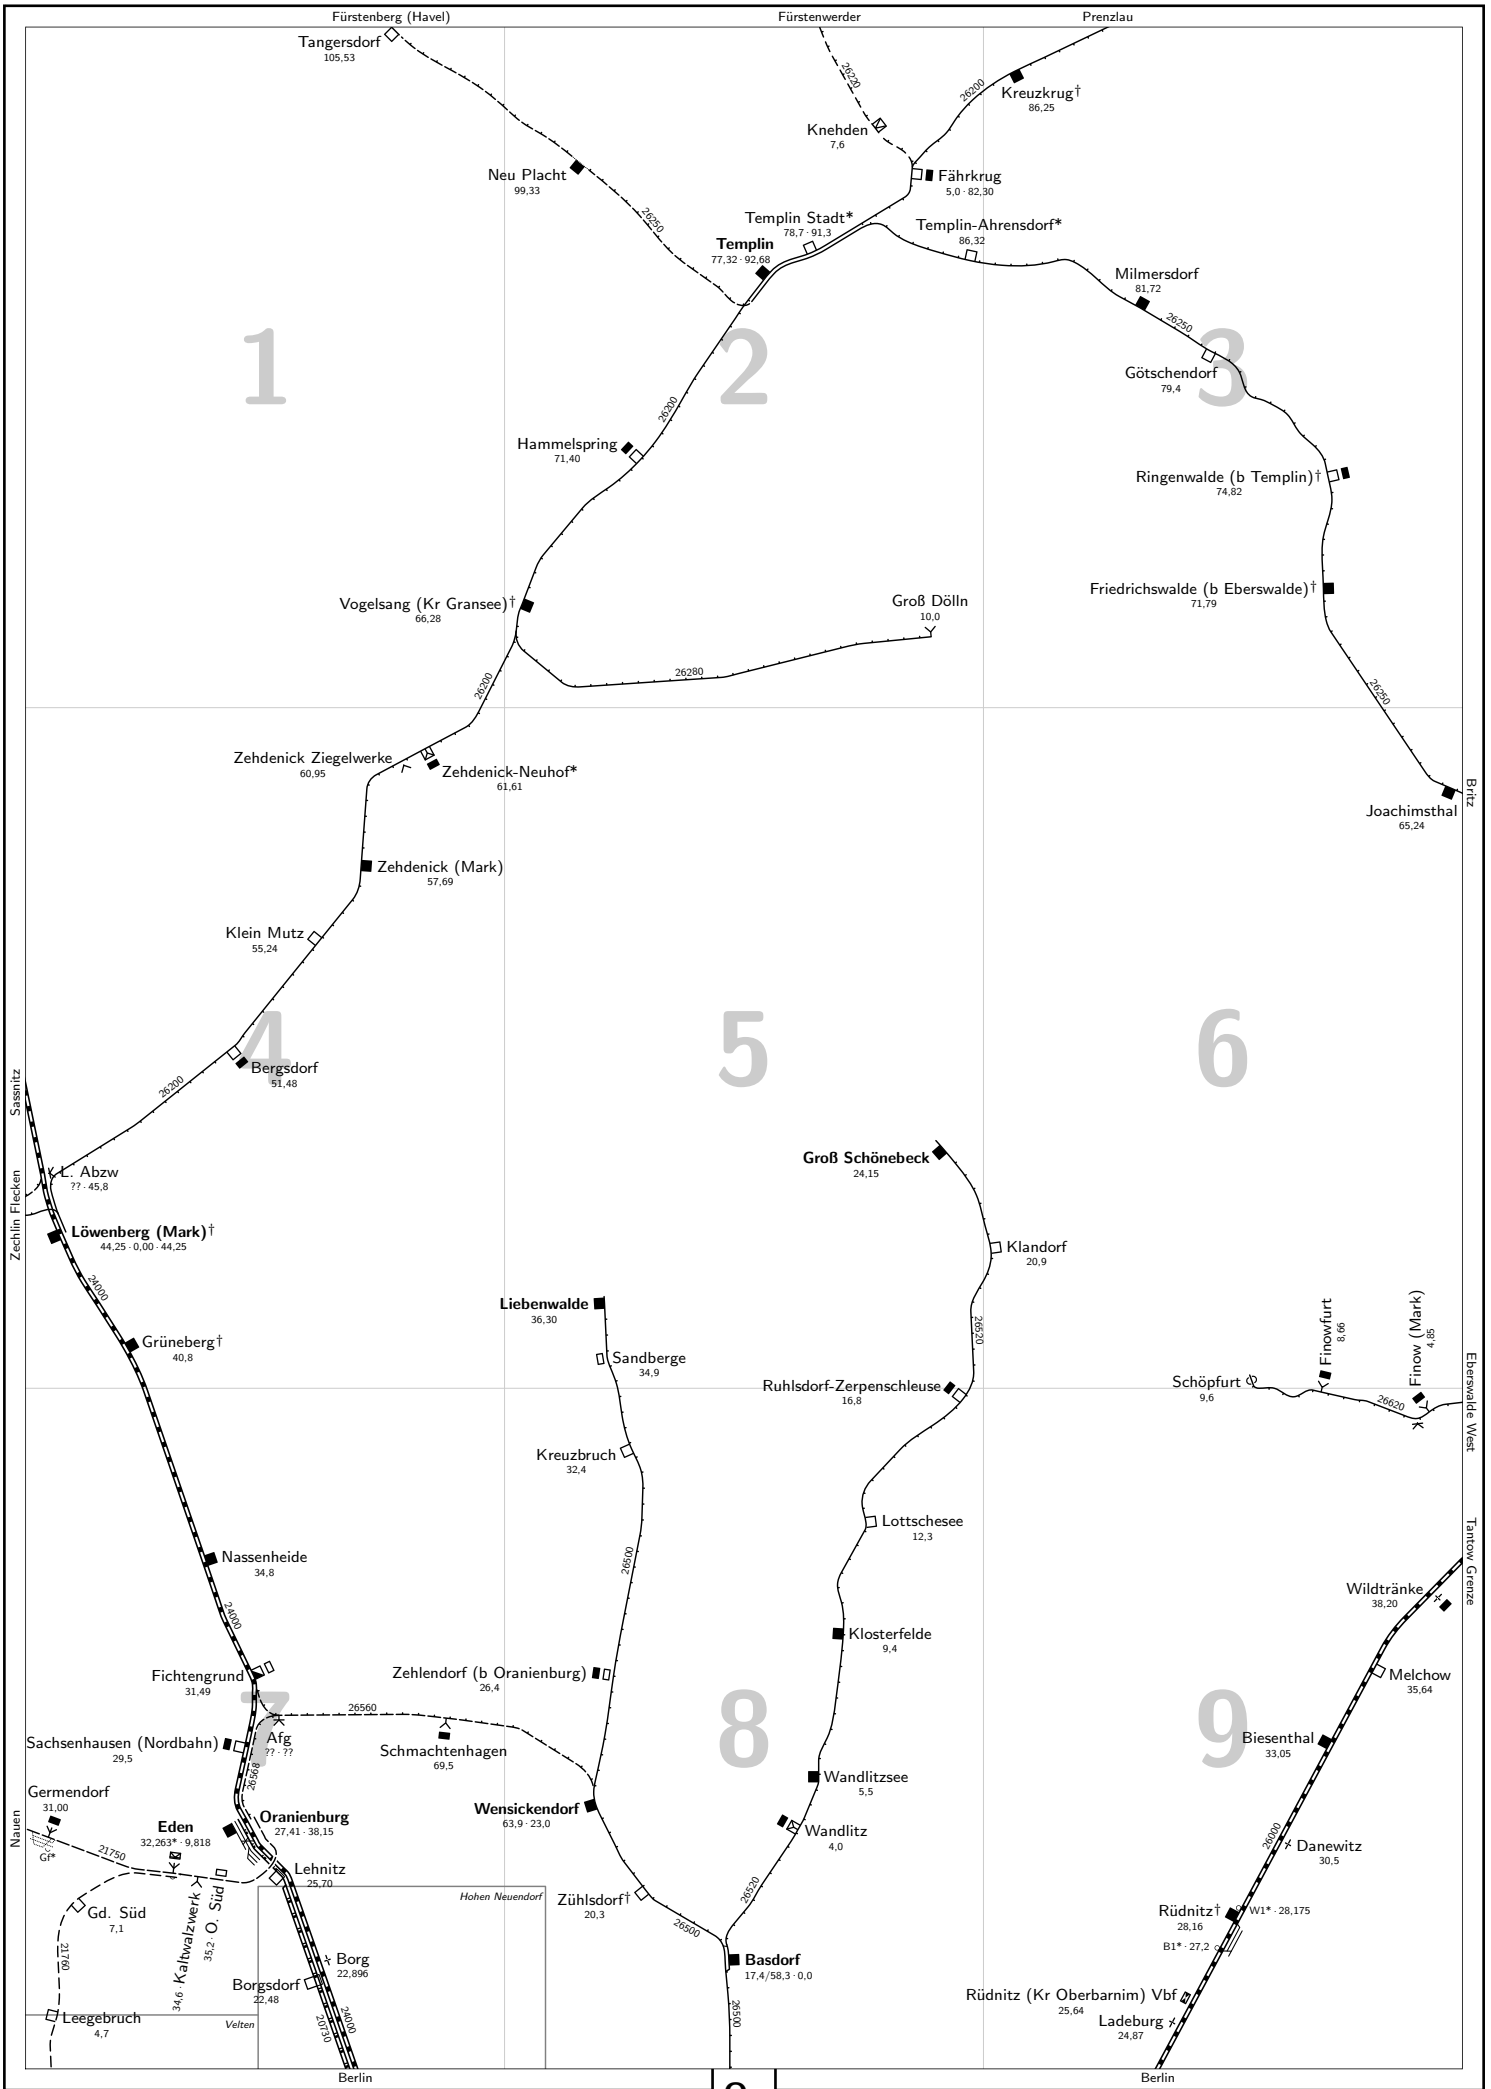 Fürstenberg (Havel)
Fürstenwerder
Prenzlau
Tangersdorf
105,53
26220
26200
Kreuzkrug†
86,25
Knehden
7,6
Neu Placht
99,33
Fährkrug
5,0 · 82,30
26250
Templin Stadt*
78,7 · 91,3
Templin-Ahrensdorf*
86,32
Templin
77,32 · 92,68
Milmersdorf
81,72
26250
1
2
3
Götschendorf
79,4
26200
Hammelspring
71,40
Ringenwalde (b Templin)†
74,82
Vogelsang (Kr Gransee)†
66,28
Groß Dölln
10,0
Friedrichswalde (b Eberswalde)†
71,79
26280
26200
26250
Zehdenick Ziegelwerke
60,95
Zehdenick-Neuhof*
61,61
Britz
Joachimsthal
65,24
Zehdenick (Mark)
57,69
Klein Mutz
55,24
4
5
6
Bergsdorf
51,48
26200
Sassnitz
L. Abzw
?? · 45,8
Groß Schönebeck
24,15
Zechlin Flecken
Löwenberg (Mark)†
44,25 · 0,00 · 44,25
Klandorf
20,9
24000
Liebenwalde
36,30
26520
Grüneberg†
40,8
Sandberge
34,9
Finowfurt
8,66
Finow (Mark)
4,85
Ruhlsdorf-Zerpenschleuse
16,8
Schöpfurt
9,6
26620
Eberswalde West
Kreuzbruch
32,4
Lottschesee
12,3
Nassenheide
34,8
26500
Tantow Grenze
Wildtränke
38,20
24000
Klosterfelde
9,4
Fichtengrund
31,49
Zehlendorf (b Oranienburg)
26,4
Melchow
35,64
26560
7
8
9
Sachsenhausen (Nordbahn)
29,5
Afg
?? · ??
Schmachtenhagen
69,5
Biesenthal
33,05
26568
Wandlitzsee
5,5
Germendorf
31,00
Wensickendorf
63,9 · 23,0
Oranienburg
27,41 · 38,15
Eden
32,263* · 9,818
Nauen
Wandlitz
4,0
26000
Danewitz
30,5
Gf*
21750
Lehnitz
25,70
26520
Hohen Neuendorf
Zühlsdorf†
20,3
Gd. Süd
7,1
34,6 · Kaltwalzwerk
35,2 · O. Süd
26500
Rüdnitz†
28,16
W1* · 28,175
B1* · 27,2
21760
Borg
22,896
Basdorf
17,4/58,3 · 0,0
Borgsdorf
22,48
Rüdnitz (Kr Oberbarnim) Vbf
25,64
Leegebruch
4,7
Velten
20730
24000
26500
Ladeburg
24,87
Berlin
Berlin